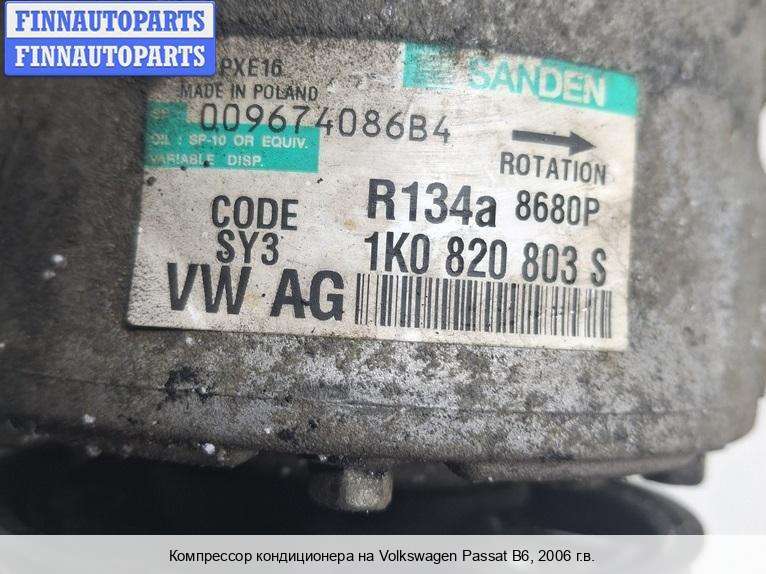 FINNAUTOPARTS
FINNAUTOPARTS
PXE16
SANDEN
MADE IN POLAND
009674086B4
OIL : SP-10 OR EQUIV.
VARIABLE DISP.
ROTATION
R134a 8680P
CODE
SY3
1K0 820 803 S
VW AG
Компрессор кондиционера на Volkswagen Passat B6, 2006 г.в.